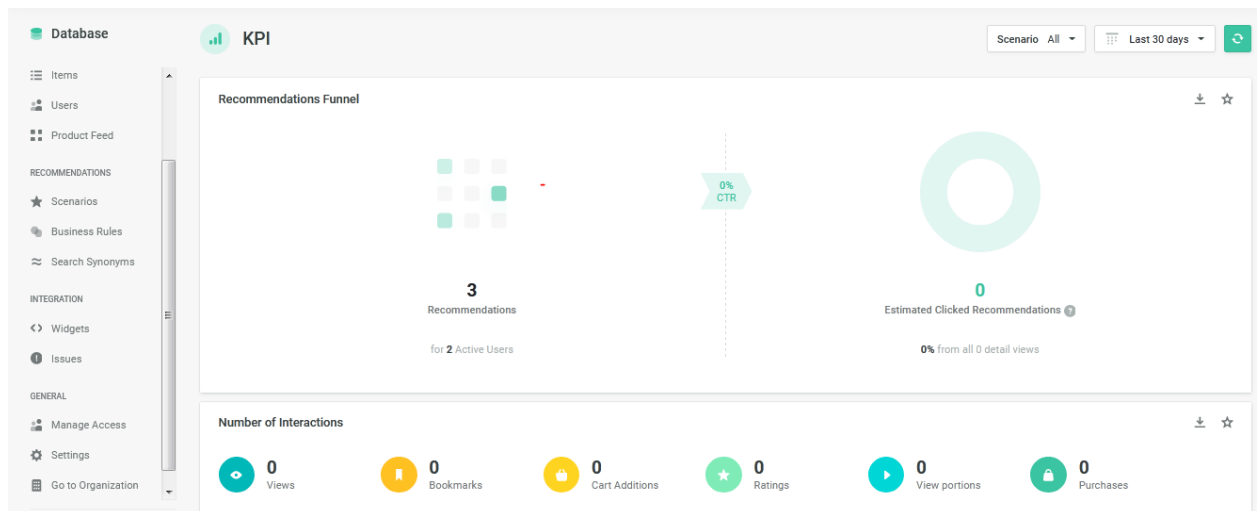 Database
Items
Users
Product Feed
RECOMMENDATIONS
Scenarios
Business Rules
Search Synonyms
INTEGRATION
Widgets
Issues
GENERAL
Manage Access
Settings
Go to Organization
KPI
Scenario All
Last 30 days
Recommendations Funnel
0%
CTR
3
Recommendations
for 2 Active Users
0
Estimated Clicked Recommendations ?
0% from all 0 detail views
Number of Interactions
0
Views
0
Bookmarks
0
Cart Additions
0
Ratings
0
View portions
0
Purchases